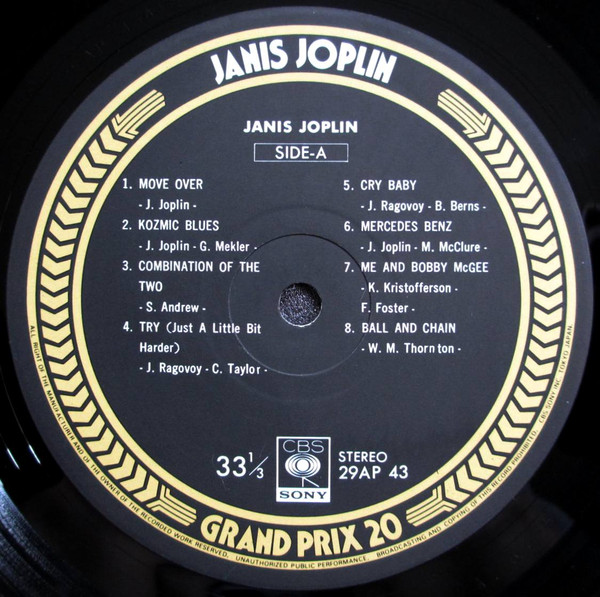 JANIS JOPLIN
JANIS JOPLIN
SIDE-A
1. MOVE OVER
- J. Joplin -
2. KOZMIC BLUES
- J. Joplin - G. Mekler -
3. COMBINATION OF THE
TWO
- S. Andrew -
4. TRY (Just A Little Bit
Harder)
- J. Ragovoy - C. Taylor -
5. CRY BABY
- J. Ragovoy - B. Berns -
6. MERCEDES BENZ
- J. Joplin - M. McClure -
7. ME AND BOBBY McGEE
- K. Kristofferson -
F. Foster -
8. BALL AND CHAIN
- W. M. Thornton -
33 1/3
CBS
SONY
STEREO
29AP 43
GRAND PRIX 20
ALL RIGHT OF THE MANUFACTURER AND OF THE OWNER OF THE RECORDED WORK RESERVED. UNAUTHORIZED PUBLIC PERFORMANCE. BROADCASTING AND COPYING OF THIS RECORD PROHIBITED. CBS/SONY INC. TOKYO JAPAN.